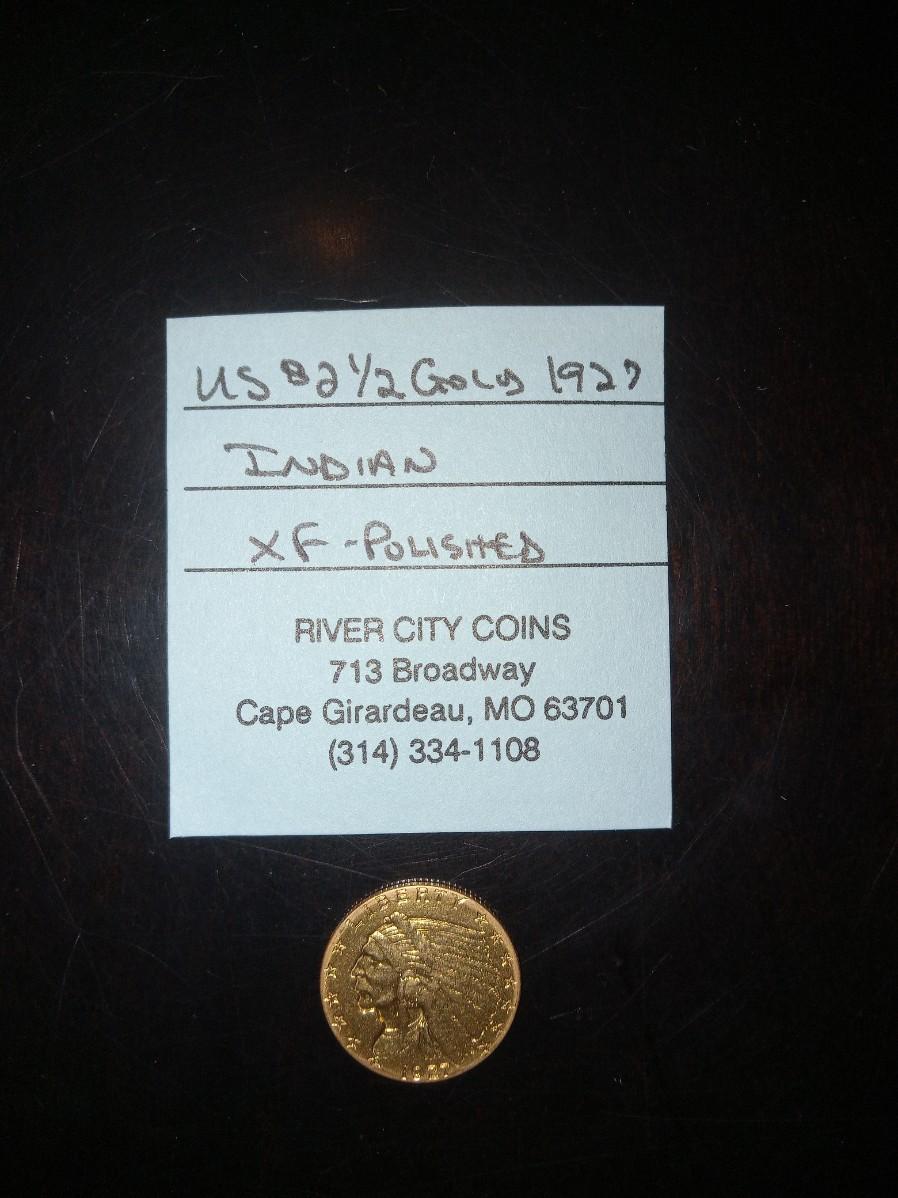 US $2 1/2 GOLD 1927
INDIAN
XF-POLISHED
RIVER CITY COINS
713 Broadway
Cape Girardeau, MO 63701
(314) 334-1108
LIBERTY
1927